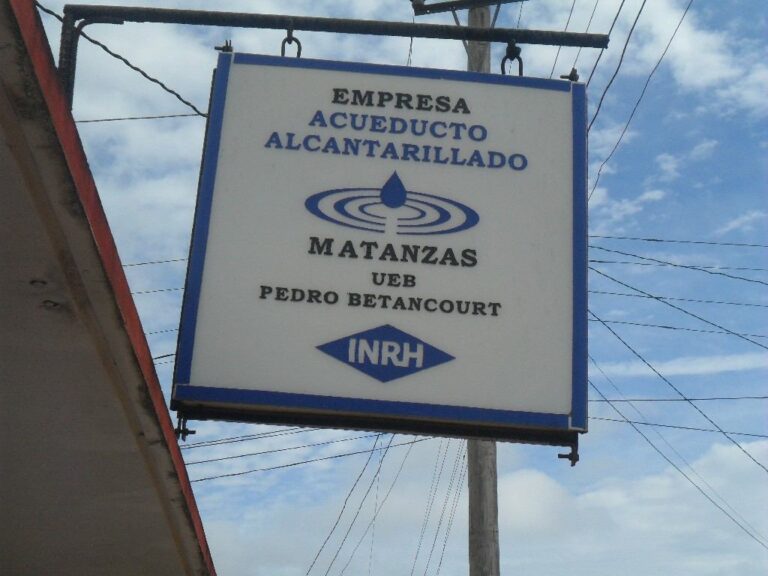 EMPRESA
ACUEDUCTO
ALCANTARILLADO
MATANZAS
UEB
PEDRO BETANCOURT
INRH